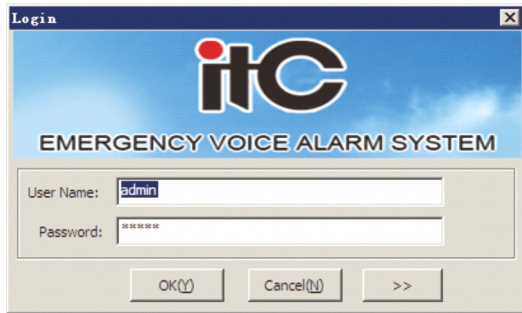 Login
itC
EMERGENCY VOICE ALARM SYSTEM
User Name: admin
Password: *****
OK(Y) Cancel(N) >>